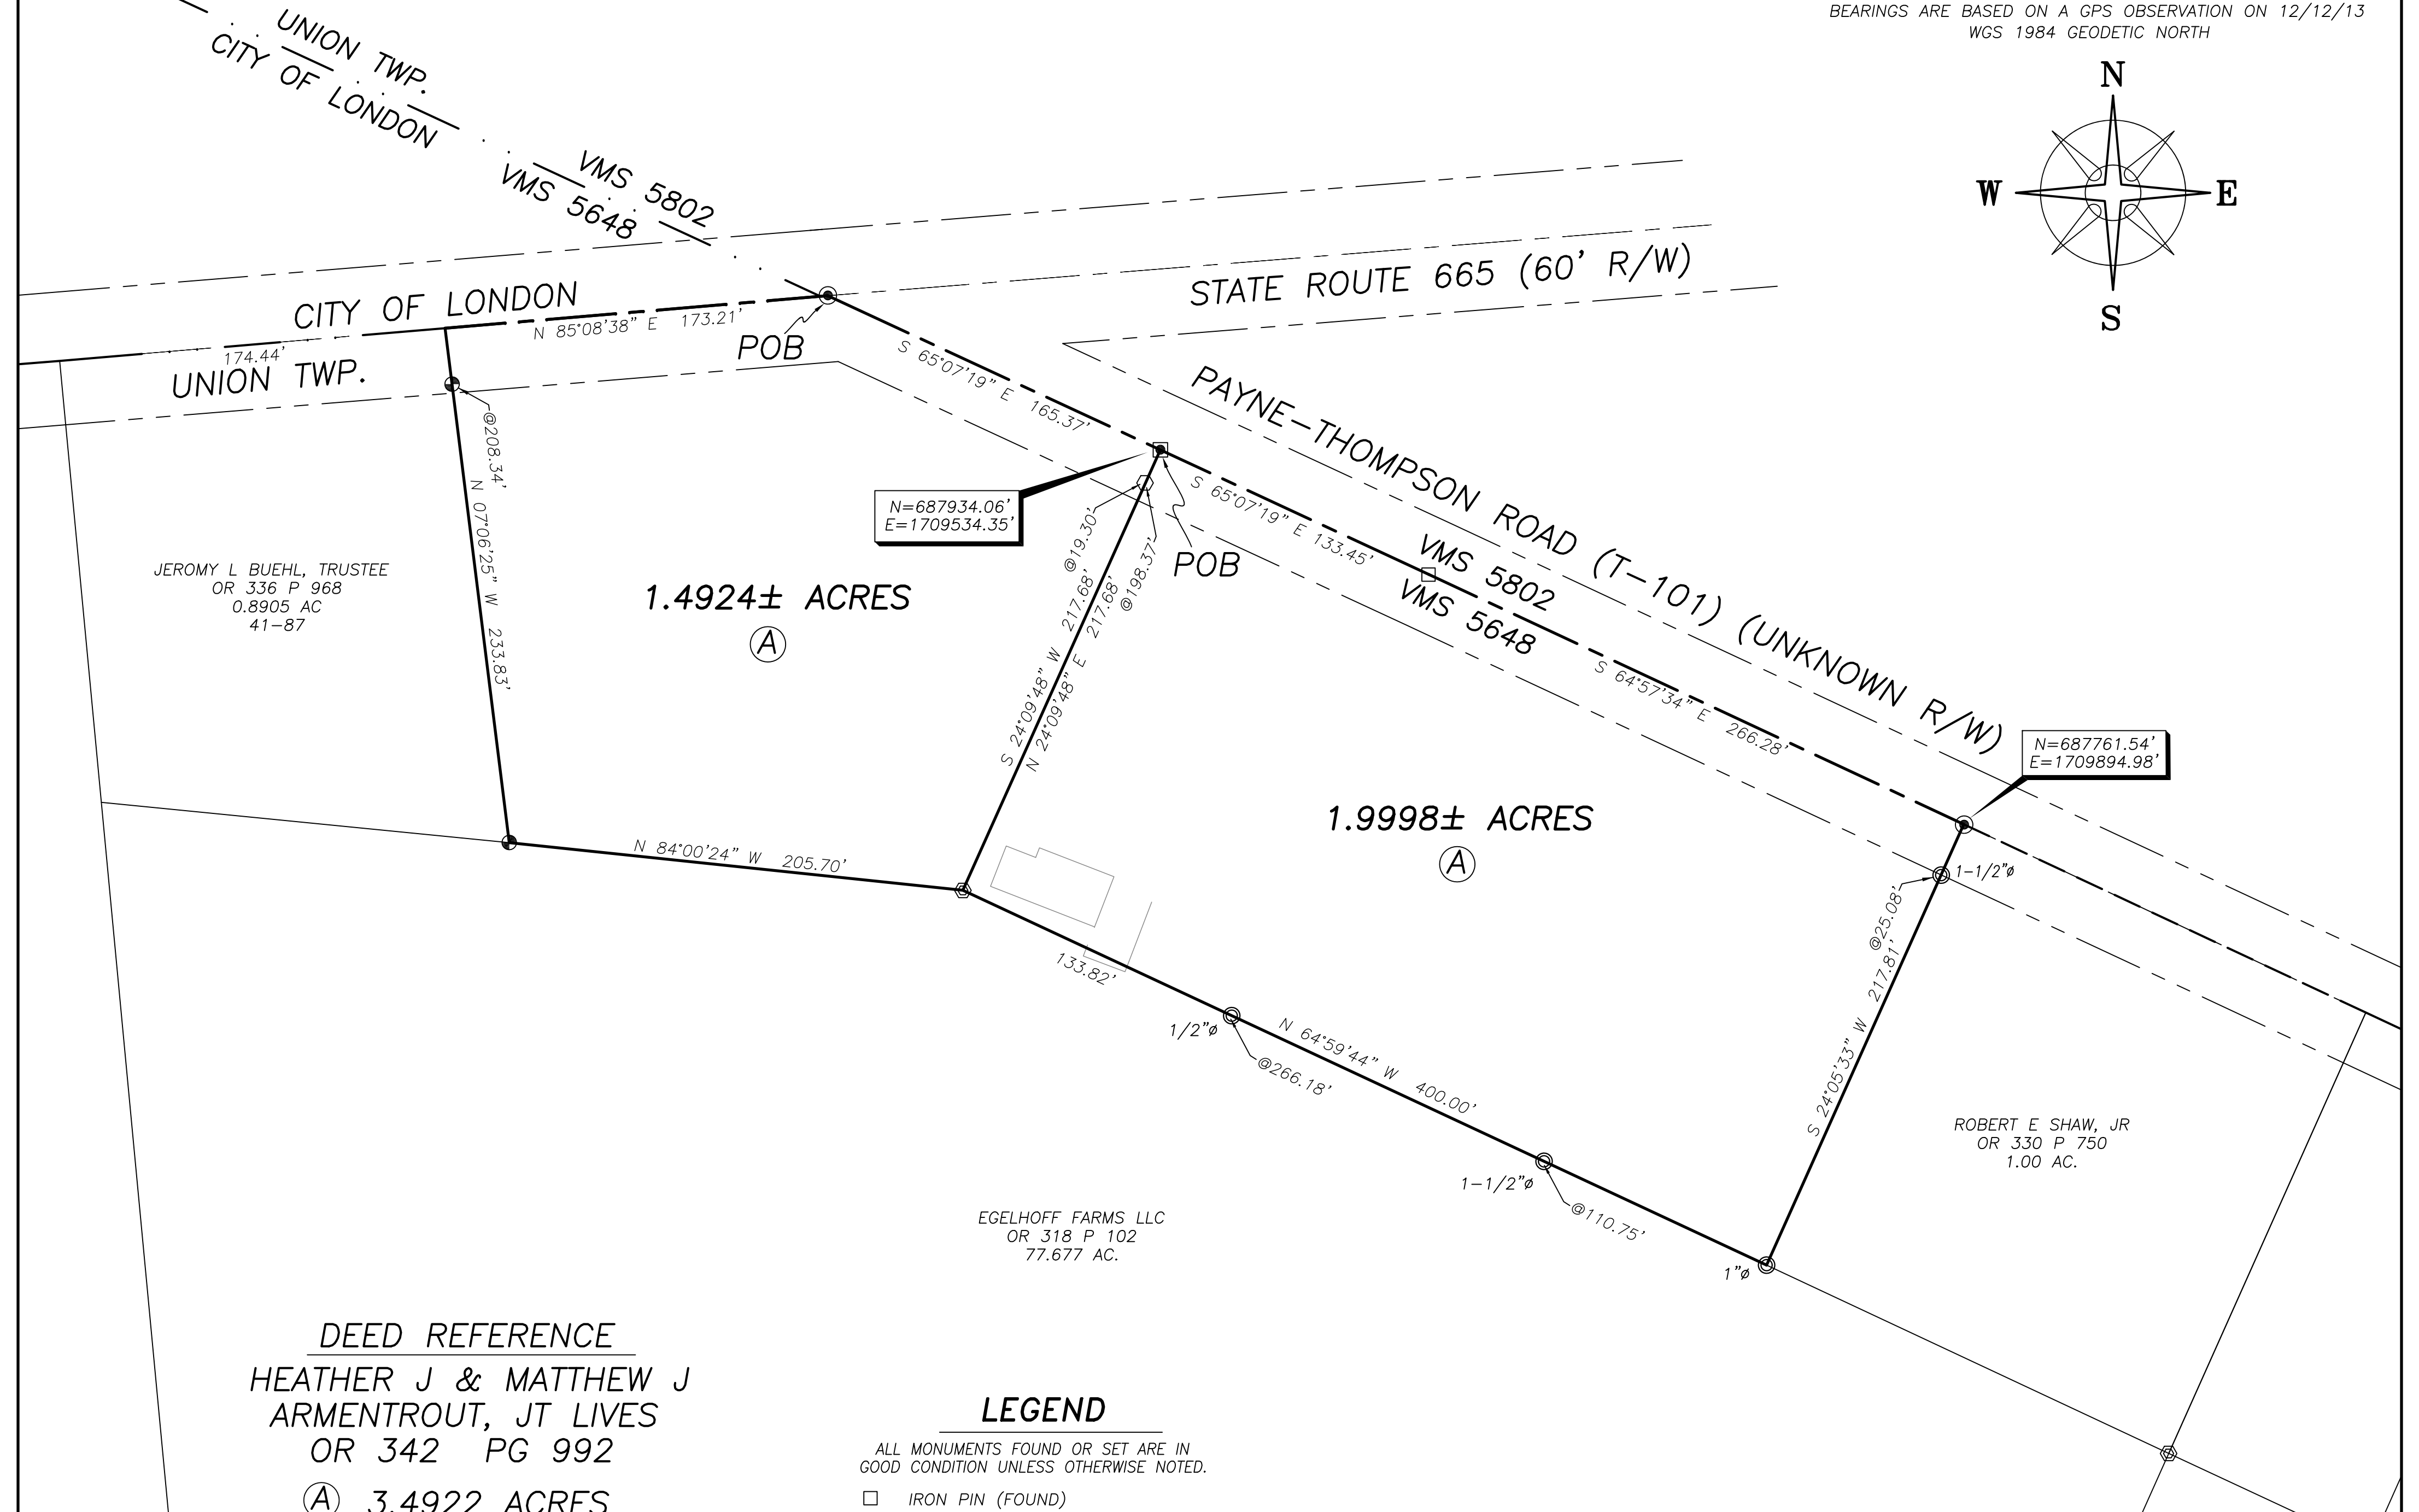 BEARINGS ARE BASED ON A GPS OBSERVATION ON 12/12/13
WGS 1984 GEODETIC NORTH
N
W
E
S
UNION TWP.
CITY OF LONDON
VMS 5802
VMS 5648
CITY OF LONDON
UNION TWP.
174.44'
N 85°08'38" E 173.21'
POB
STATE ROUTE 665 (60' R/W)
S 65°07'19" E 165.37'
PAYNE-THOMPSON ROAD (T-101) (UNKNOWN R/W)
@208.34'
N 07°06'25" W 233.83'
N=687934.06'
E=1709534.35'
@19.30'
@198.37'
POB
S 65°07'19" E 133.45'
VMS 5802
VMS 5648
S 64°57'34" E 266.28'
JEROMY L BUEHL, TRUSTEE
OR 336 P 968
0.8905 AC
41-87
1.4924± ACRES
A
S 24°09'48" W 217.68'
N 24°09'48" E 217.68'
N=687761.54'
E=1709894.98'
1.9998± ACRES
A
N 84°00'24" W 205.70'
1-1/2"ø
@25.08'
S 24°05'33" W 217.81'
133.82'
1/2"ø
@266.18'
N 64°59'44" W 400.00'
1-1/2"ø
@110.75'
1"ø
ROBERT E SHAW, JR
OR 330 P 750
1.00 AC.
EGELHOFF FARMS LLC
OR 318 P 102
77.677 AC.
DEED REFERENCE
HEATHER J & MATTHEW J
ARMENTROUT, JT LIVES
OR 342 PG 992
A 3.4922 ACRES
LEGEND
ALL MONUMENTS FOUND OR SET ARE IN
GOOD CONDITION UNLESS OTHERWISE NOTED.
IRON PIN (FOUND)